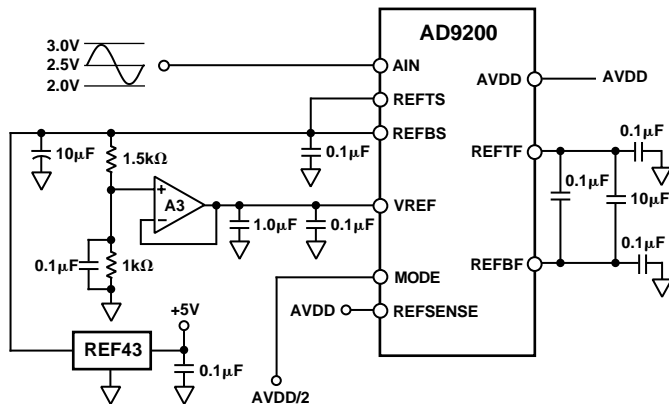 AD9200
3.0V
2.5V
2.0V
AIN
REFTS
REFBS
VREF
MODE
REFSENSE
AVDD
AVDD
REFTF
REFBF
0.1µF
0.1µF
10µF
0.1µF
10µF
1.5kΩ
0.1µF
A3
+
–
1.0µF
0.1µF
0.1µF
1kΩ
AVDD
+5V
REF43
0.1µF
AVDD/2